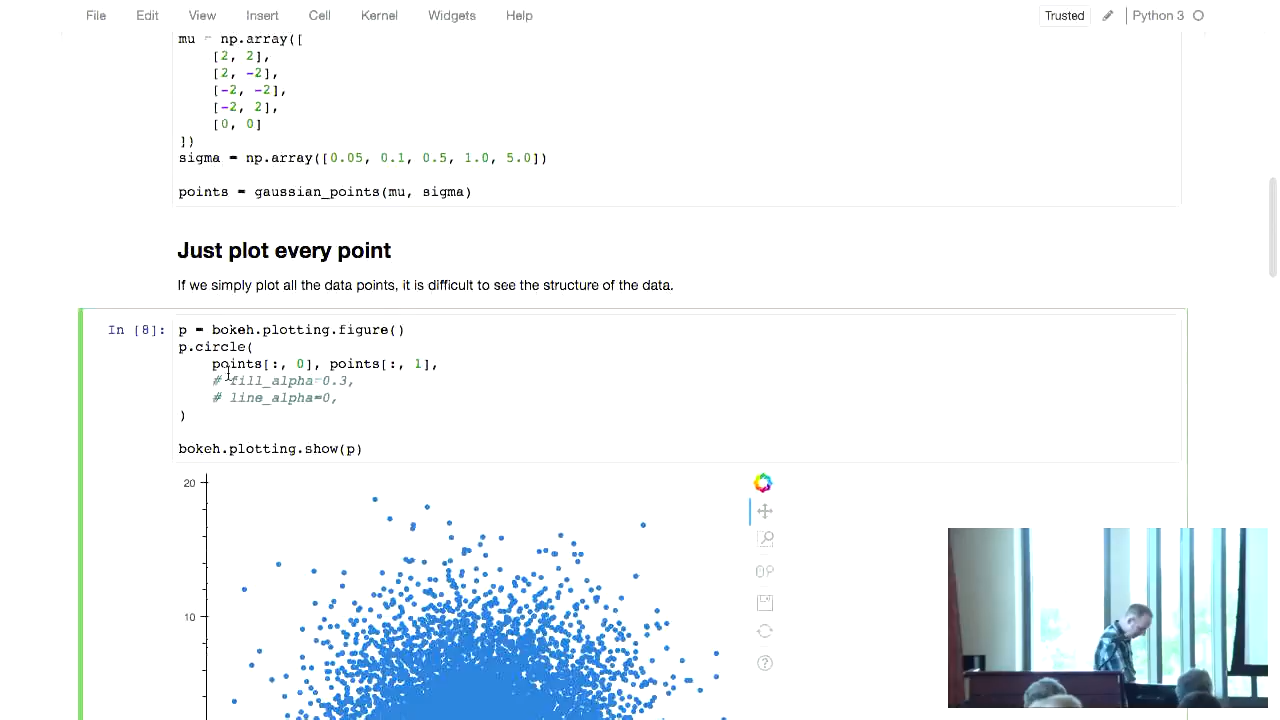 File Edit View Insert Cell Kernel Widgets Help Trusted Python 3
mu = np.array([
[2, 2],
[2, -2],
[-2, -2],
[-2, 2],
[0, 0]
])
sigma = np.array([0.05, 0.1, 0.5, 1.0, 5.0])
points = gaussian_points(mu, sigma)
Just plot every point
If we simply plot all the data points, it is difficult to see the structure of the data.
In [8]: p = bokeh.plotting.figure()
p.circle(
points[:, 0], points[:, 1],
# fill_alpha=0.3,
# line_alpha=0,
)
bokeh.plotting.show(p)
20
10